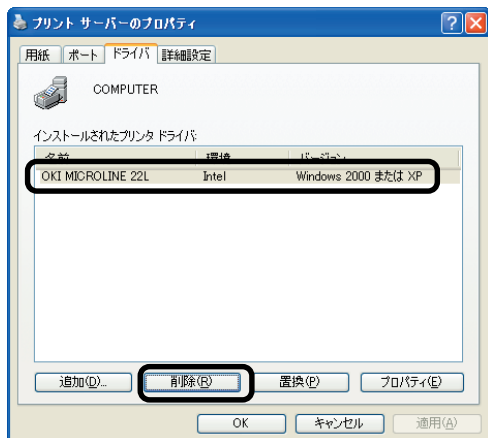 プリント サーバーのプロパティ
用紙 ポート ドライバ 詳細設定
COMPUTER
インストールされたプリンタ ドライバ:
名前 環境 バージョン
OKI MICROLINE 22L Intel Windows 2000 または XP
追加(D)... 削除(R) 置換(P) プロパティ(E)
OK キャンセル 適用(A)